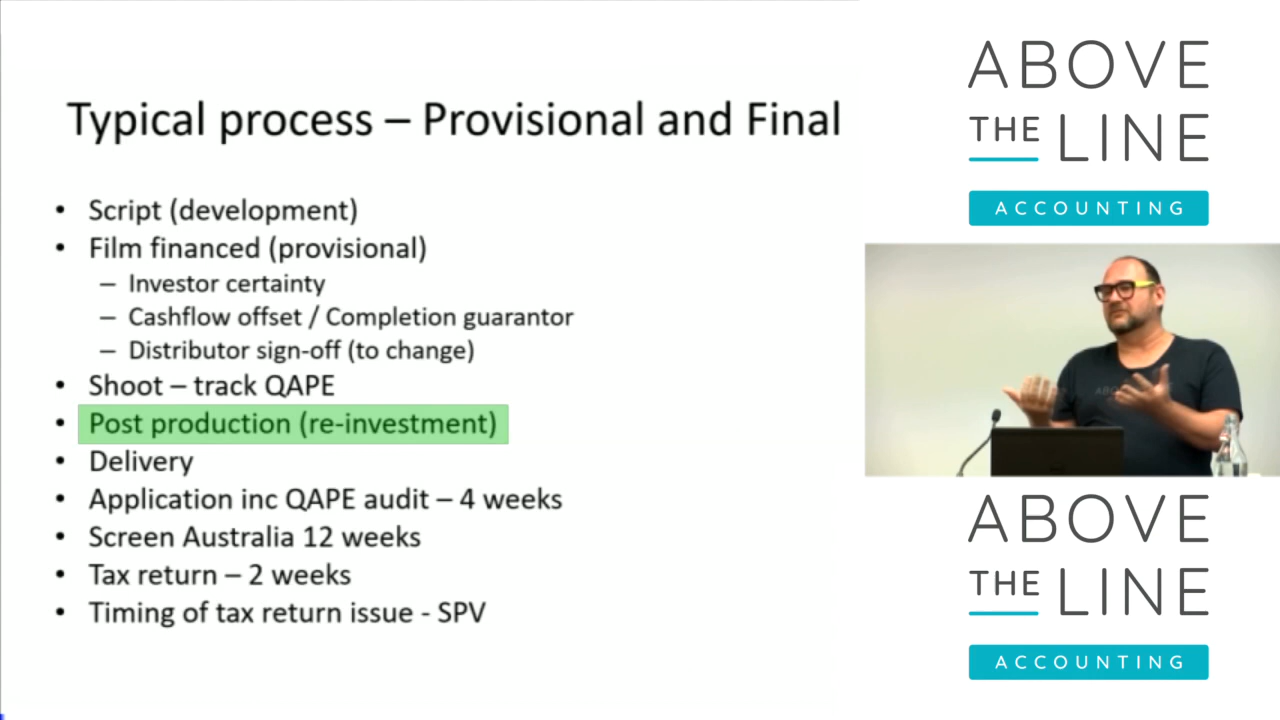 Typical process – Provisional and Final
• Script (development)
• Film financed (provisional)
– Investor certainty
– Cashflow offset / Completion guarantor
– Distributor sign-off (to change)
• Shoot – track QAPE
• Post production (re-investment)
• Delivery
• Application inc QAPE audit – 4 weeks
• Screen Australia 12 weeks
• Tax return – 2 weeks
• Timing of tax return issue - SPV
ABOVE
THE LINE
ACCOUNTING
ABOVE
THE LINE
ACCOUNTING